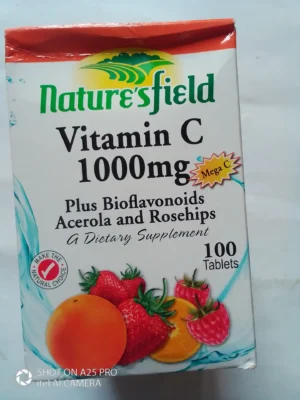 Nature'sfield
Vitamin C
1000mg
Mega C
Plus Bioflavonoids
Acerola and Rosehips
A Dietary Supplement
100
Tablets
MAKE THE
NATURAL CHOICE
SHOT ON A25 PRO
itel AI CAMERA